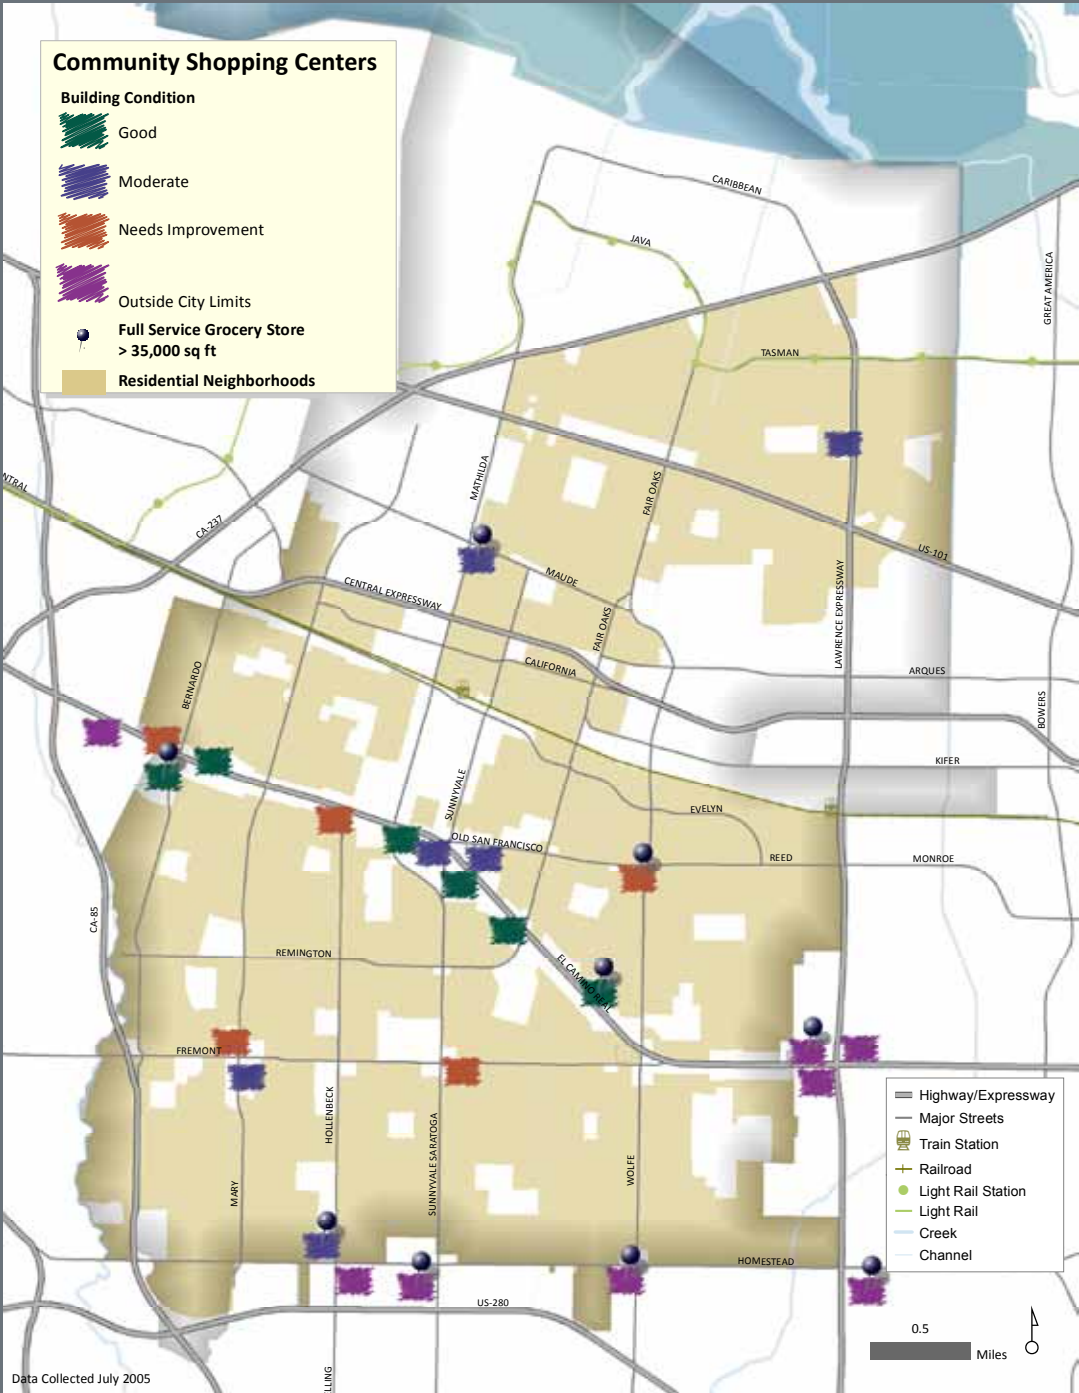 Community Shopping Centers
Building Condition
Good
Moderate
Needs Improvement
Outside City Limits
Full Service Grocery Store
> 35,000 sq ft
Residential Neighborhoods
CARIBBEAN
JAVA
GREAT AMERICA
TASMAN
MATHILDA
FAIR OAKS
NTRAL
CA-237
US-101
MAUDE
CENTRAL EXPRESSWAY
LAWRENCE EXPRESSWAY
FAIR OAKS
CALIFORNIA
ARQUES
BERNARDO
BOWERS
KIFER
SUNNYVALE
EVELYN
OLD SAN FRANCISCO
REED
MONROE
CA-85
REMINGTON
EL CAMINO REAL
FREMONT
HOLLENBECK
SUNNYVALE SARATOGA
WOLFE
MARY
HOMESTEAD
US-280
LLING
Highway/Expressway
Major Streets
Train Station
Railroad
Light Rail Station
Light Rail
Creek
Channel
0.5
Miles
Data Collected July 2005